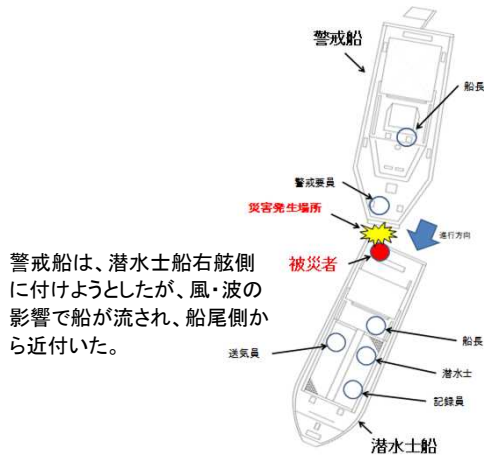 警戒船
船長
警戒要員
災害発生場所
進行方向
被災者
警戒船は、潜水士船右舷側
に付けようとしたが、風・波の
影響で船が流され、船尾側か
ら近付いた。
船長
送気員
潜水士
記録員
潜水士船